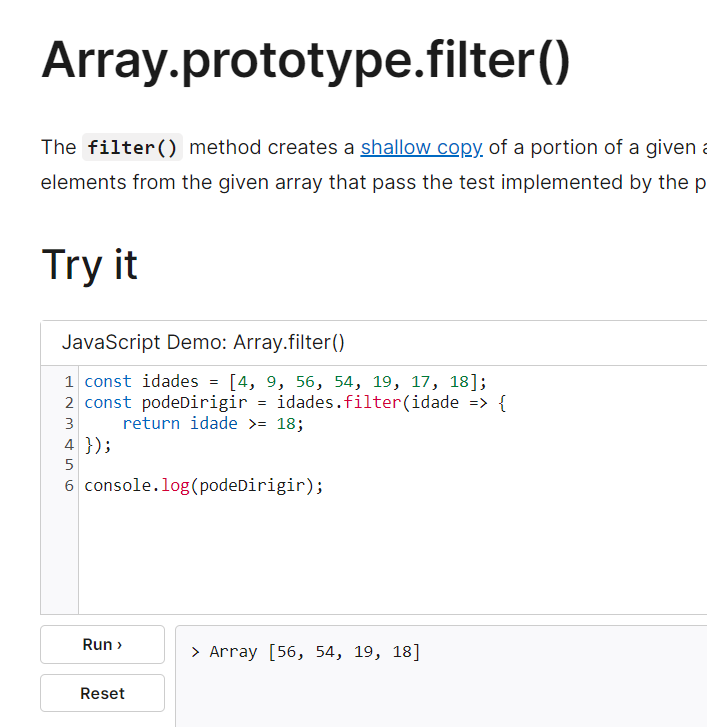 Array.prototype.filter()
The filter() method creates a shallow copy of a portion of a given
elements from the given array that pass the test implemented by the
Try it
JavaScript Demo: Array.filter()
1 const idades = [4, 9, 56, 54, 19, 17, 18];
2 const podeDirigir = idades.filter(idade => {
3     return idade >= 18;
4 });
5
6 console.log(podeDirigir);
Run ›
> Array [56, 54, 19, 18]
Reset